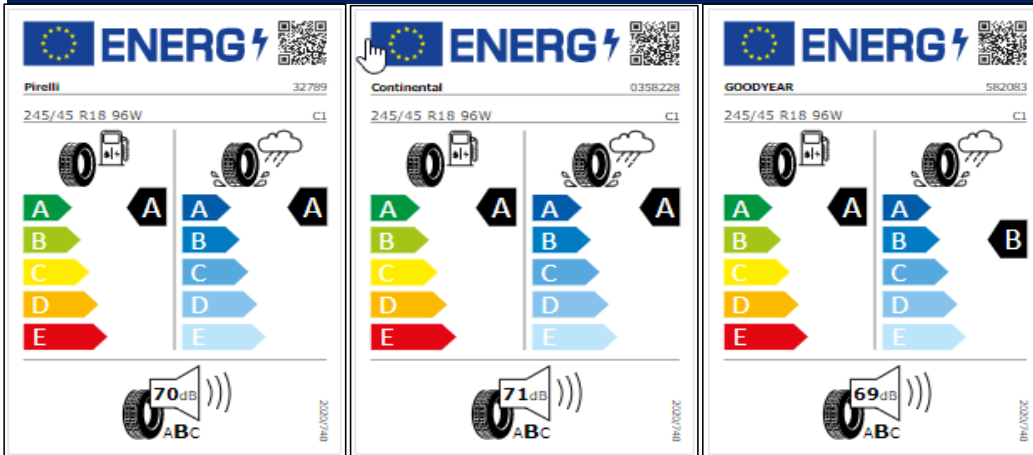 ENERG
Pirelli 32789
245/45 R18 96W C1
A A
A A
B B
C C
D D
E E
70dB
ABC
2020/740
ENERG
Continental 0358228
245/45 R18 96W C1
A A
A A
B B
C C
D D
E E
71dB
ABC
2020/740
ENERG
GOODYEAR 582083
245/45 R18 96W C1
A A A
B B B
C C
D D
E E
69dB
ABC
2020/740